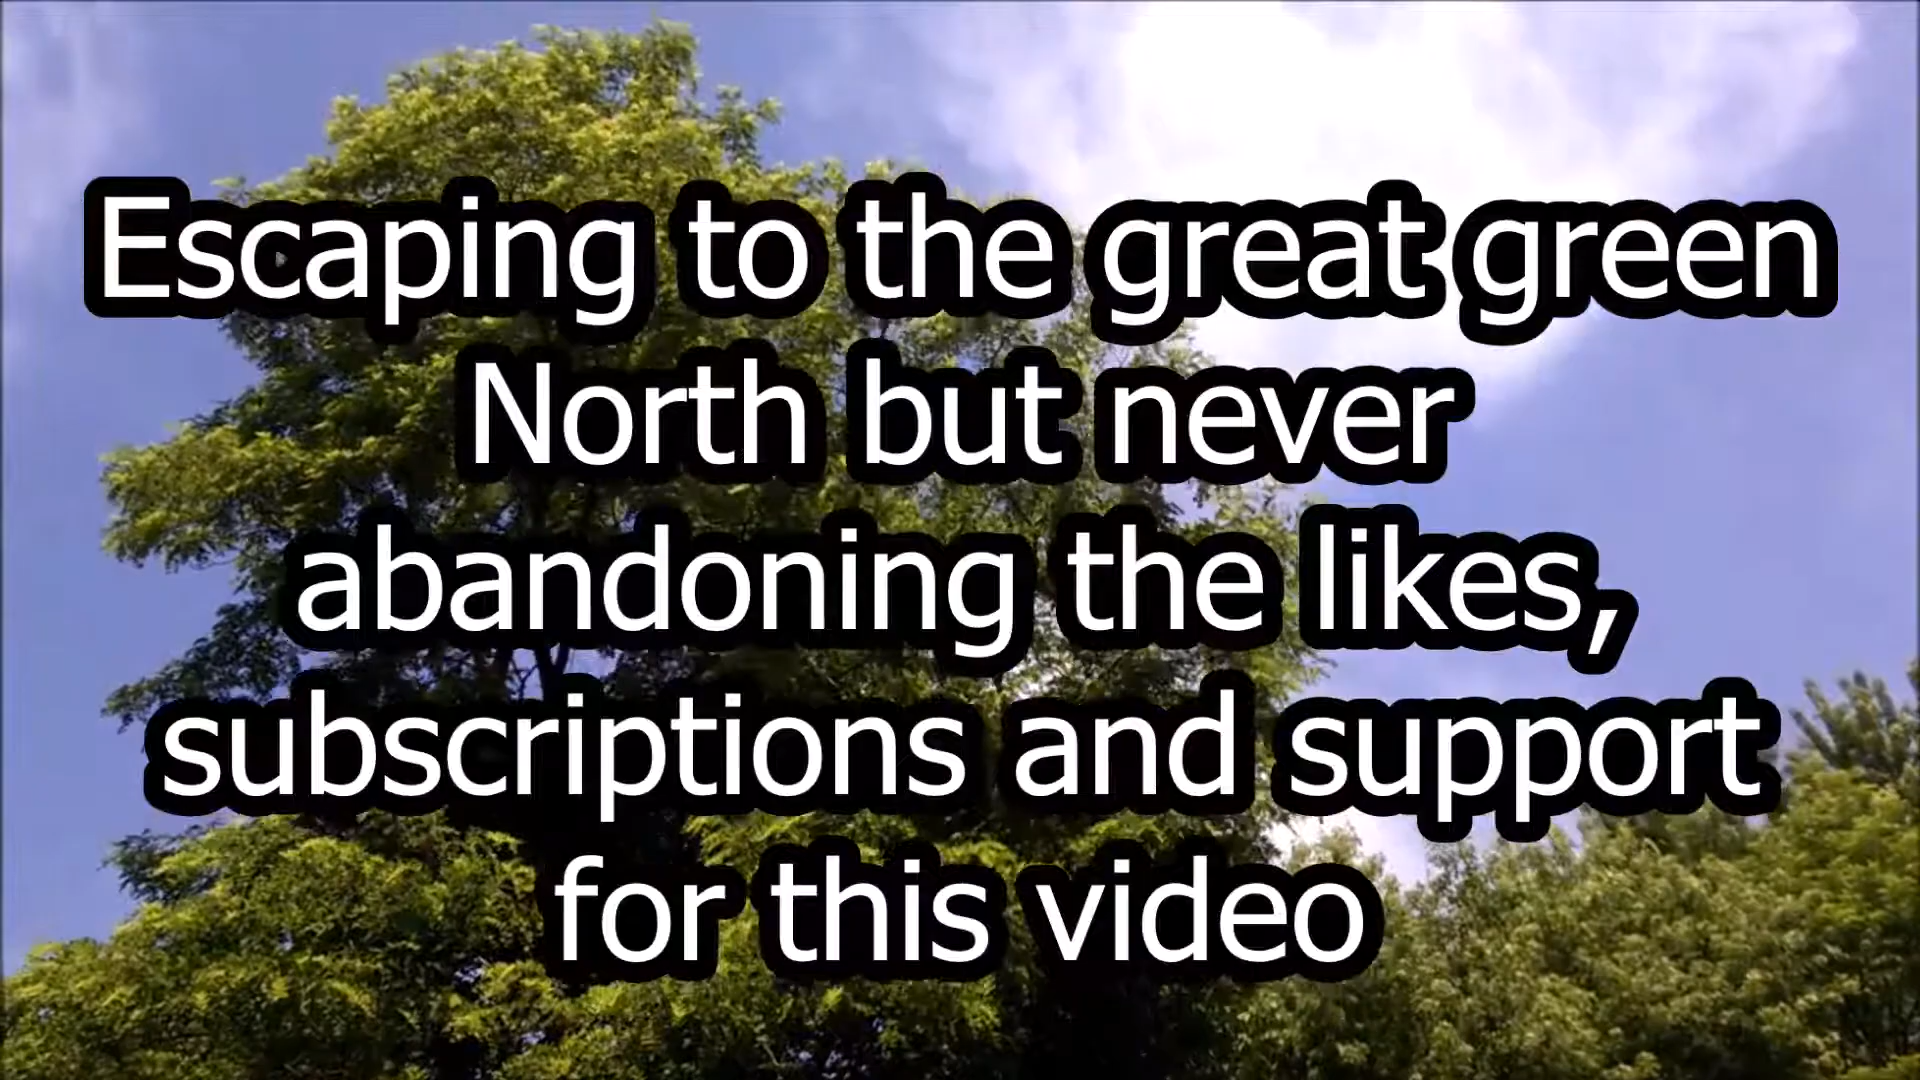 Escaping to the great green
North but never
abandoning the likes,
subscriptions and support
for this video